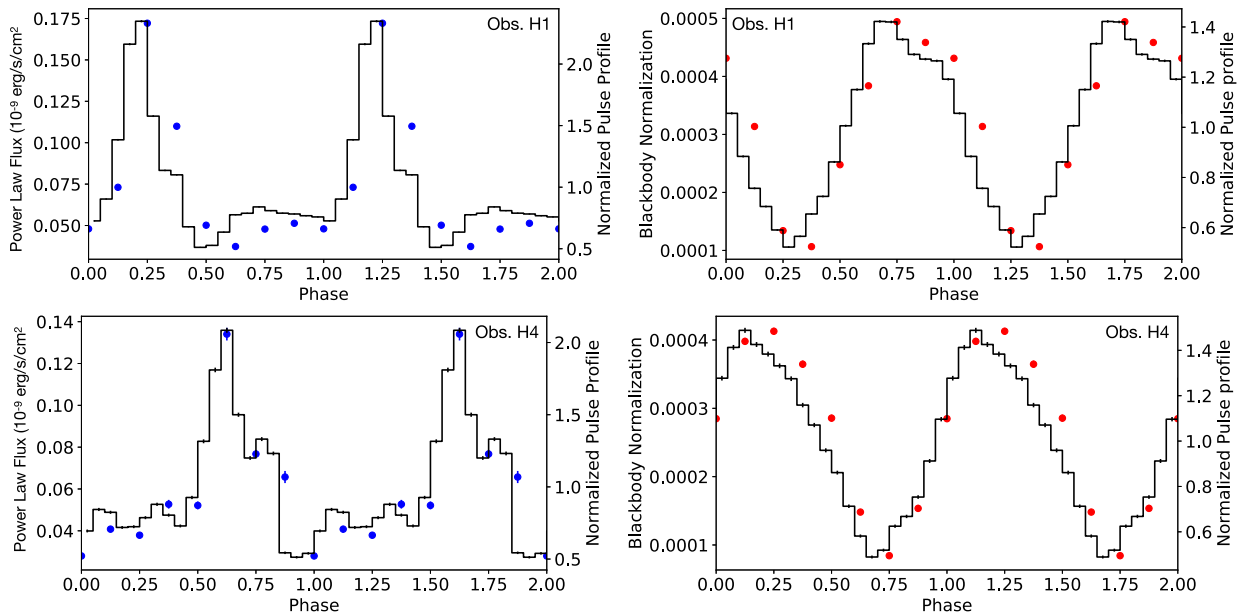 Obs. H1
Power Law Flux (10⁻⁹ erg/s/cm²
0.175
0.150
0.125
0.100
0.075
0.050
2.0
1.5
1.0
0.5
Normalized Pulse Profile
0.00 0.25 0.50 0.75 1.00 1.25 1.50 1.75 2.00
Phase
Obs. H1
Blackbody Normalization
0.0005
0.0004
0.0003
0.0002
0.0001
1.4
1.2
1.0
0.8
0.6
Normalized Pulse Profile
0.00 0.25 0.50 0.75 1.00 1.25 1.50 1.75 2.00
Phase
Obs. H4
Power Law Flux (10⁻⁹ erg/s/cm²
0.14
0.12
0.10
0.08
0.06
0.04
2.0
1.5
1.0
0.5
Normalized Pulse Profile
0.00 0.25 0.50 0.75 1.00 1.25 1.50 1.75 2.00
Phase
Obs. H4
Blackbody Normalization
0.0004
0.0003
0.0002
0.0001
1.4
1.2
1.0
0.8
0.6
Normalized Pulse profile
0.00 0.25 0.50 0.75 1.00 1.25 1.50 1.75 2.00
Phase